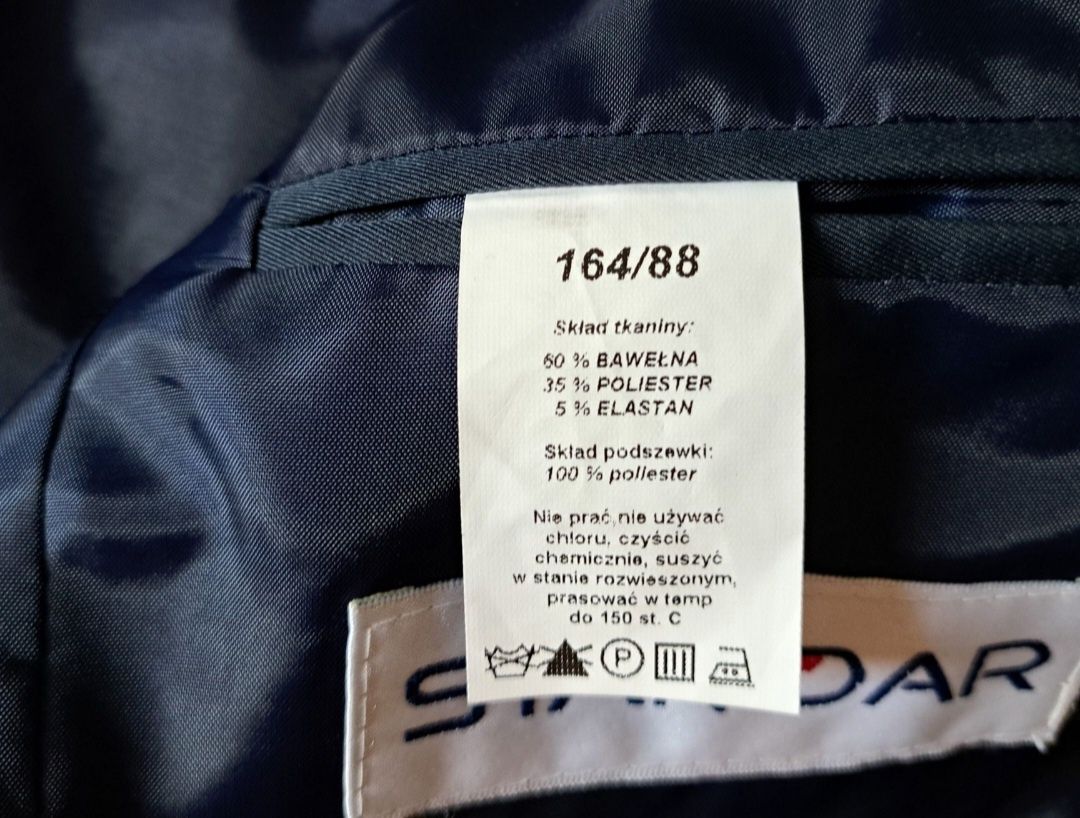 164/88
Skład tkaniny:
60 % BAWEŁNA
35 % POLIESTER
5 % ELASTAN
Skład podszewki:
100 % poliester
Nie prać,nie używać
chloru, czyścić
chemicznie, suszyć
w stanie rozwieszonym,
prasować w temp
do 150 st. C
P